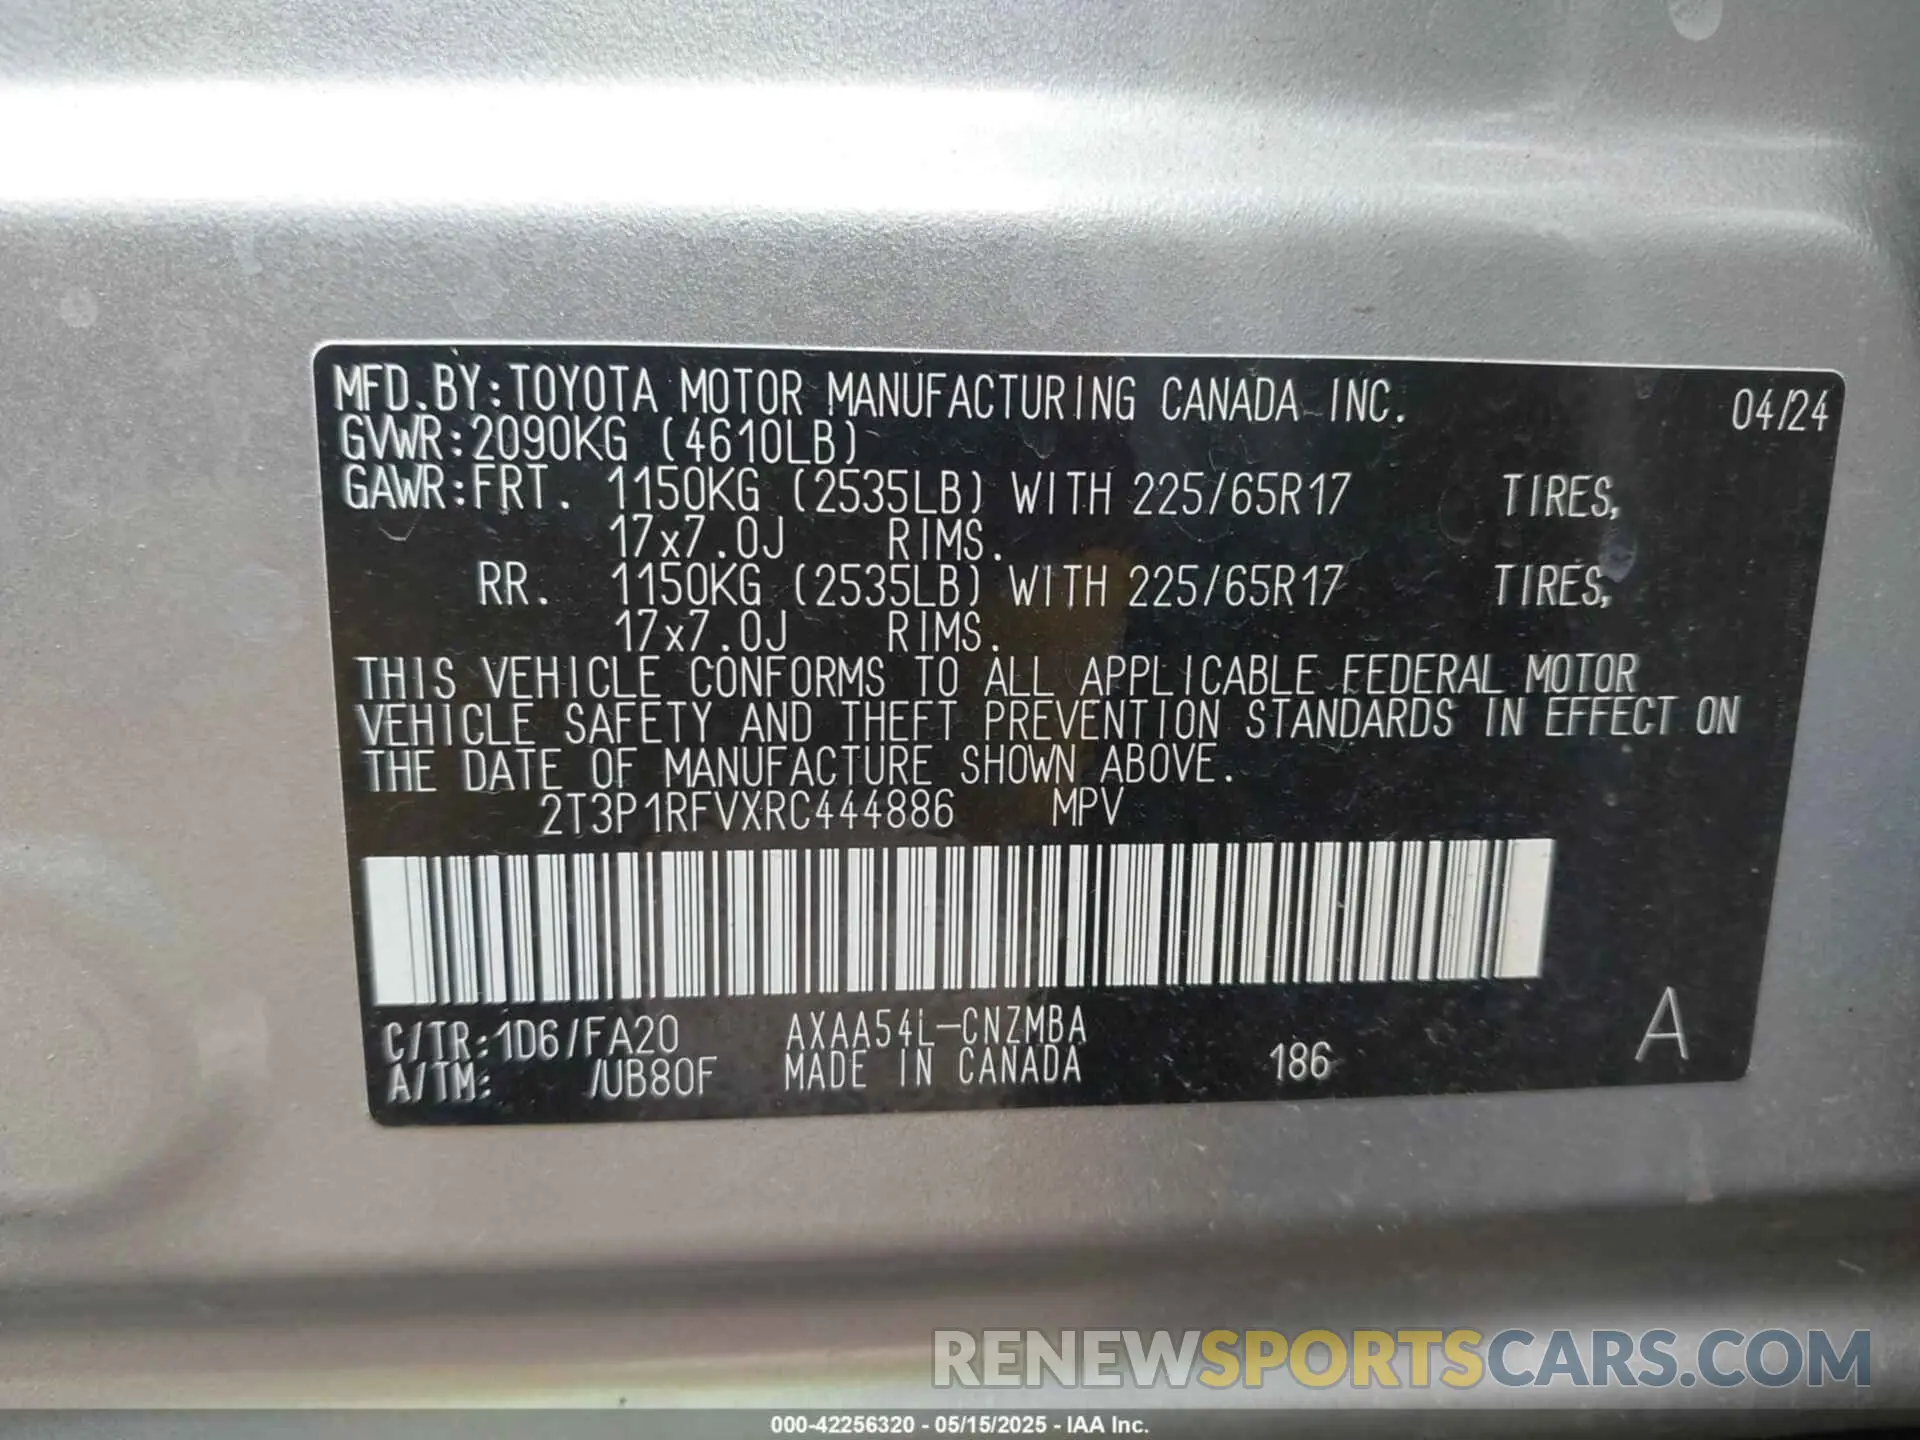 MFD.BY:TOYOTA MOTOR MANUFACTURING CANADA INC. 04/24
GVWR:2090KG (4610LB)
GAWR:FRT. 1150KG (2535LB) WITH 225/65R17 TIRES,
17x7.0J RIMS.
RR. 1150KG (2535LB) WITH 225/65R17 TIRES,
17x7.0J RIMS.
THIS VEHICLE CONFORMS TO ALL APPLICABLE FEDERAL MOTOR
VEHICLE SAFETY AND THEFT PREVENTION STANDARDS IN EFFECT ON
THE DATE OF MANUFACTURE SHOWN ABOVE.
2T3P1RFVXRC444886 MPV
C/TR:1D6/FA20 AXAA54L-CNZMBA
A/TM: /UB80F MADE IN CANADA 186 A
RENEWSPORTSCARS.COM
000-42256320 - 05/15/2025 - IAA Inc.